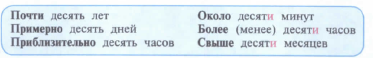 Почти десять лет
Примерно десять дней
Приблизительно десять часов
Около десяти минут
Более (менее) десяти часов
Свыше десяти месяцев